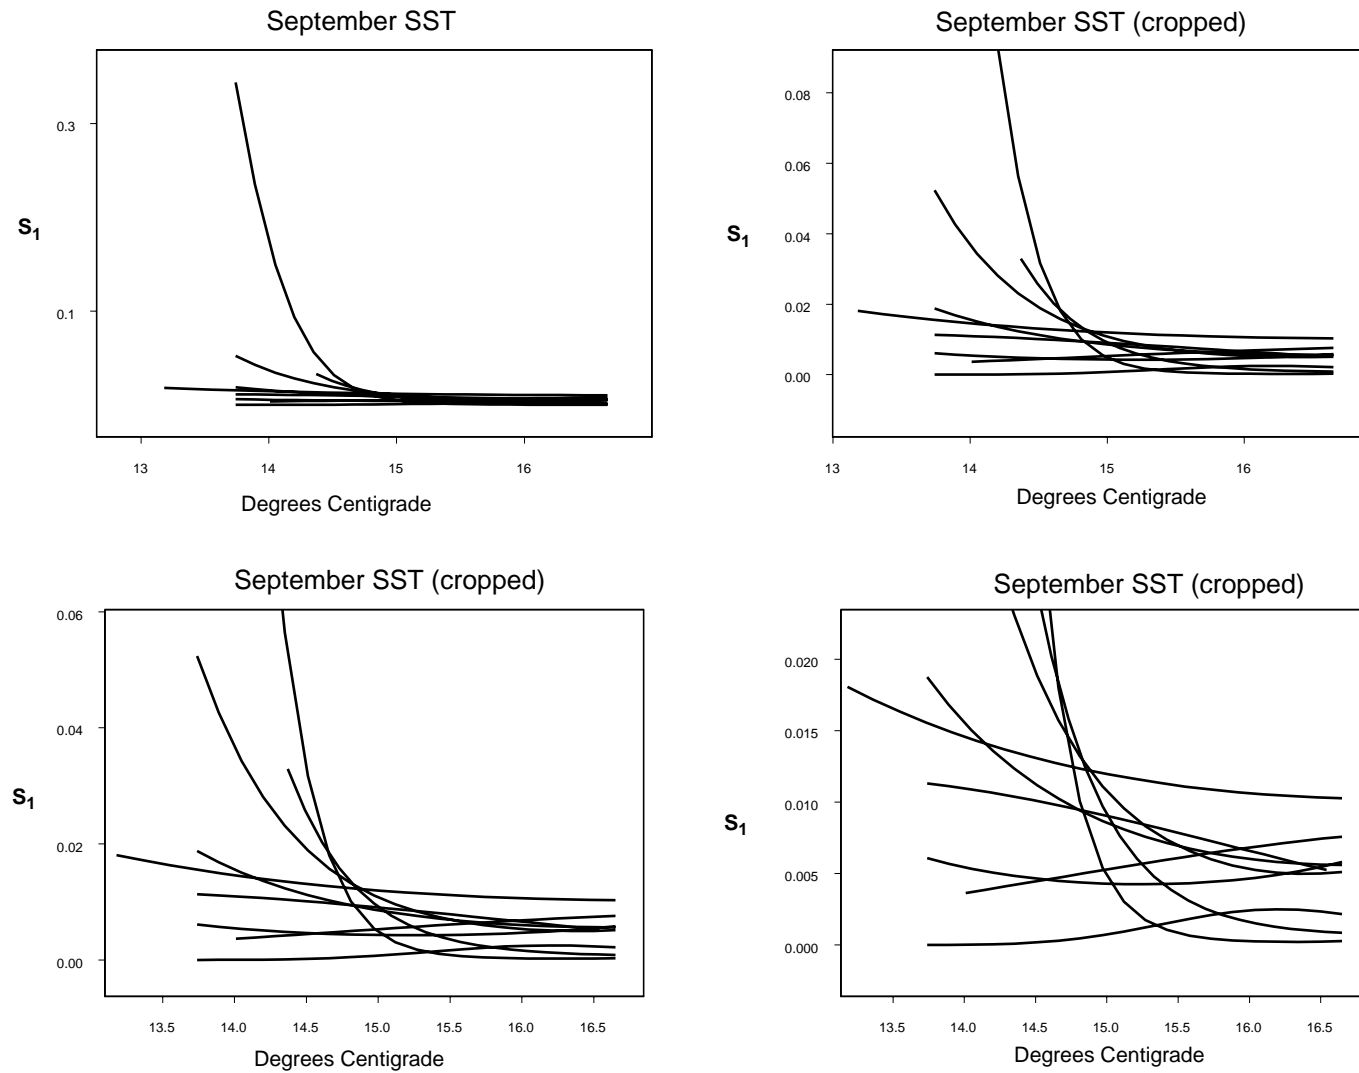 September SST
0.3
0.1
S1
13 14 15 16
Degrees Centigrade
September SST (cropped)
0.08
0.06
0.04
0.02
0.00
S1
13 14 15 16
Degrees Centigrade
September SST (cropped)
0.06
0.04
0.02
0.00
S1
13.5 14.0 14.5 15.0 15.5 16.0 16.5
Degrees Centigrade
September SST (cropped)
0.020
0.015
0.010
0.005
0.000
S1
13.5 14.0 14.5 15.0 15.5 16.0 16.5
Degrees Centigrade